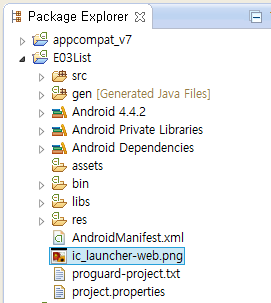 Package Explorer
appcompat_v7
E03List
src
gen [Generated Java Files]
Android 4.4.2
Android Private Libraries
Android Dependencies
assets
bin
libs
res
AndroidManifest.xml
ic_launcher-web.png
proguard-project.txt
project.properties